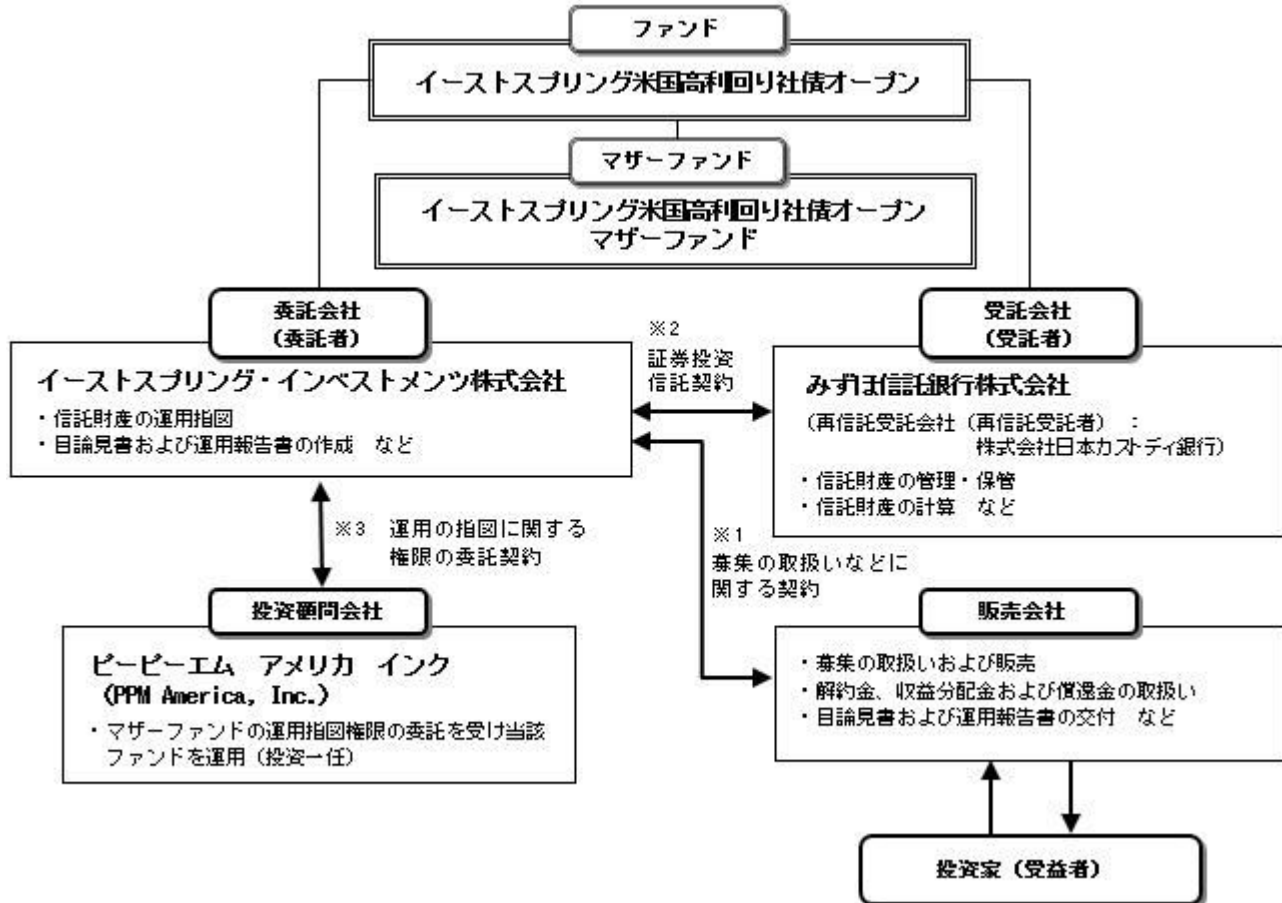 ファンド
イーストスプリング米国高利回り社債オープン
マザーファンド
イーストスプリング米国高利回り社債オープン
マザーファンド
委託会社
(委託者)
イーストスプリング・インベストメンツ株式会社
・信託財産の運用指図
・目論見書および運用報告書の作成　など
※2
証券投資
信託契約
受託会社
(受託者)
みずほ信託銀行株式会社
(再信託受託会社（再信託受託者）：
株式会社日本カストディ銀行)
・信託財産の管理・保管
・信託財産の計算　など
※3　運用の指図に関する
権限の委託契約
※1
募集の取扱いなどに
関する契約
投資顧問会社
ピーピーエム　アメリカ　インク
(PPM America, Inc.)
・マザーファンドの運用指図権限の委託を受け当該
ファンドを運用（投資一任）
販売会社
・募集の取扱いおよび販売
・解約金、収益分配金および償還金の取扱い
・目論見書および運用報告書の交付　など
投資家（受益者）